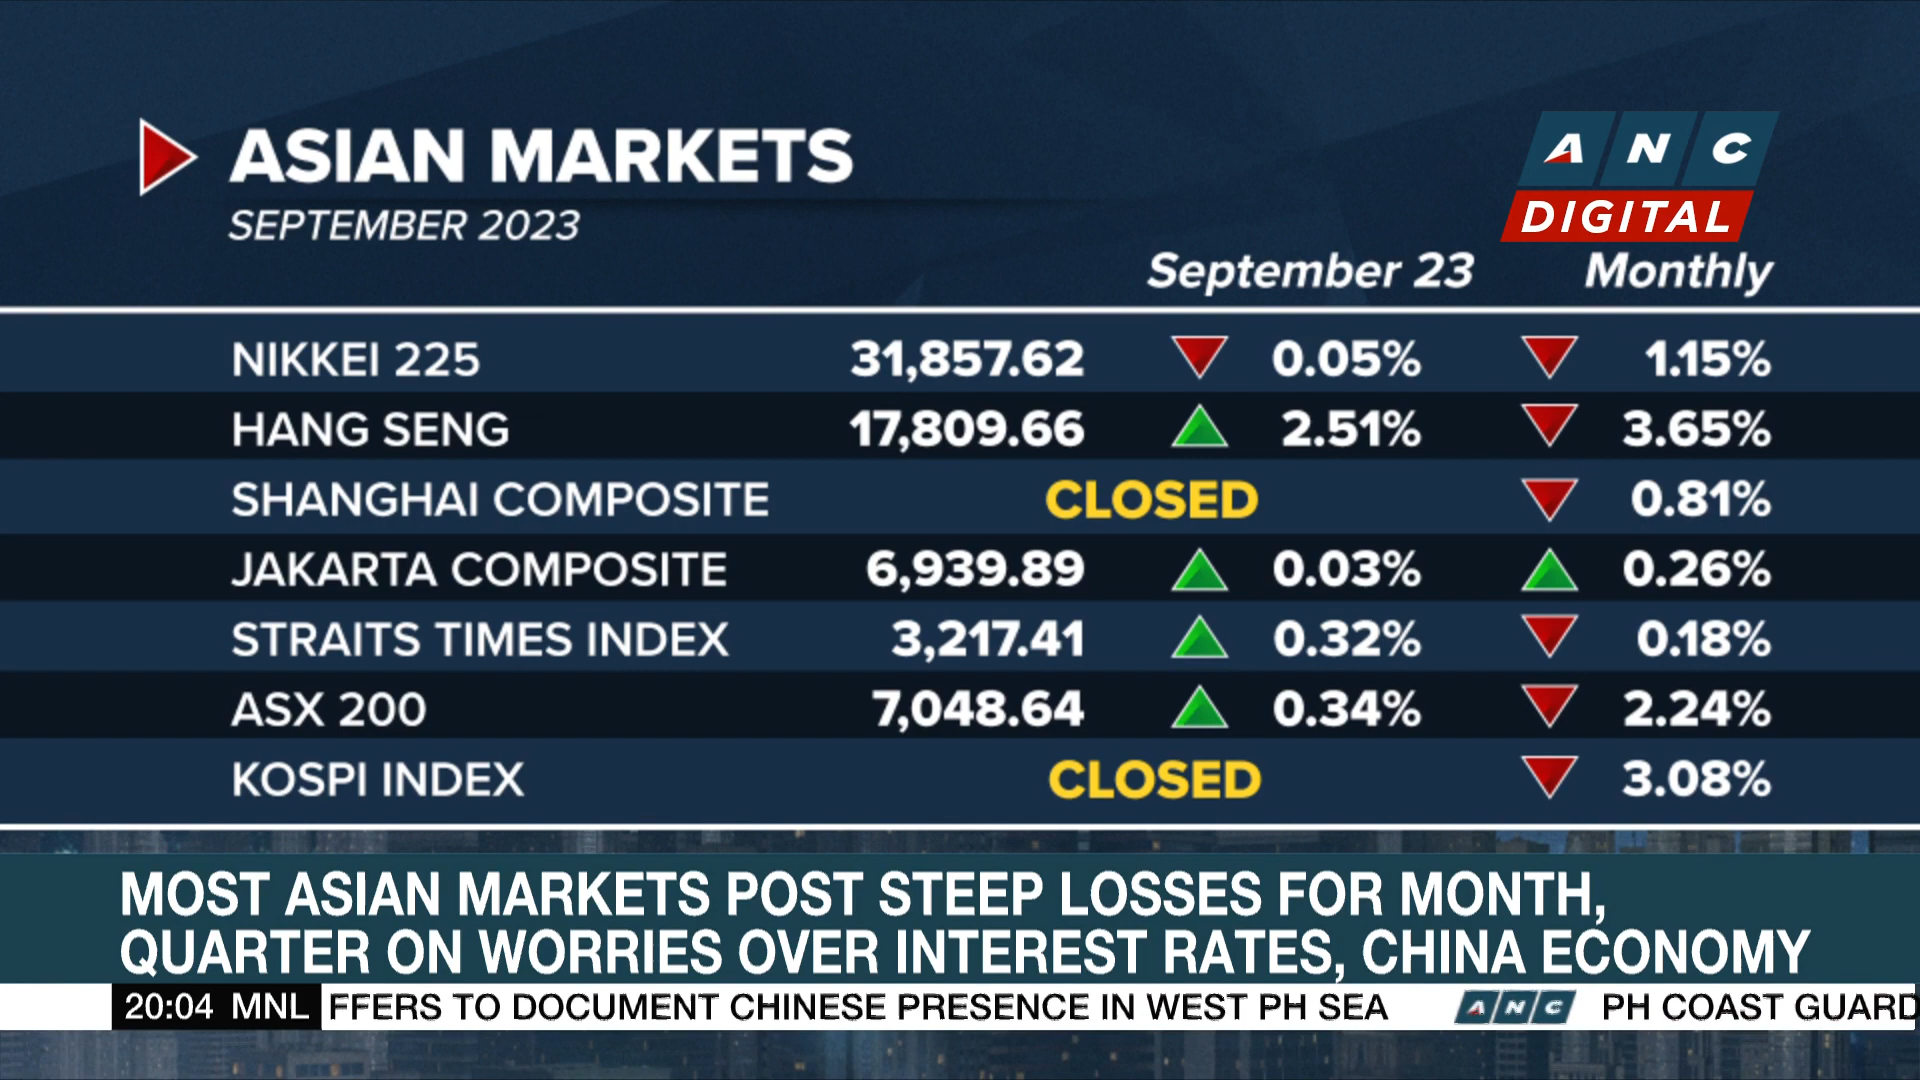 ASIAN MARKETS
SEPTEMBER 2023
ANC
DIGITAL
September 23 Monthly
NIKKEI 225 31,857.62 0.05% 1.15%
HANG SENG 17,809.66 2.51% 3.65%
SHANGHAI COMPOSITE CLOSED 0.81%
JAKARTA COMPOSITE 6,939.89 0.03% 0.26%
STRAITS TIMES INDEX 3,217.41 0.32% 0.18%
ASX 200 7,048.64 0.34% 2.24%
KOSPI INDEX CLOSED 3.08%
MOST ASIAN MARKETS POST STEEP LOSSES FOR MONTH,
QUARTER ON WORRIES OVER INTEREST RATES, CHINA ECONOMY
20:04 MNL FFERS TO DOCUMENT CHINESE PRESENCE IN WEST PH SEA ANC PH COAST GUARD